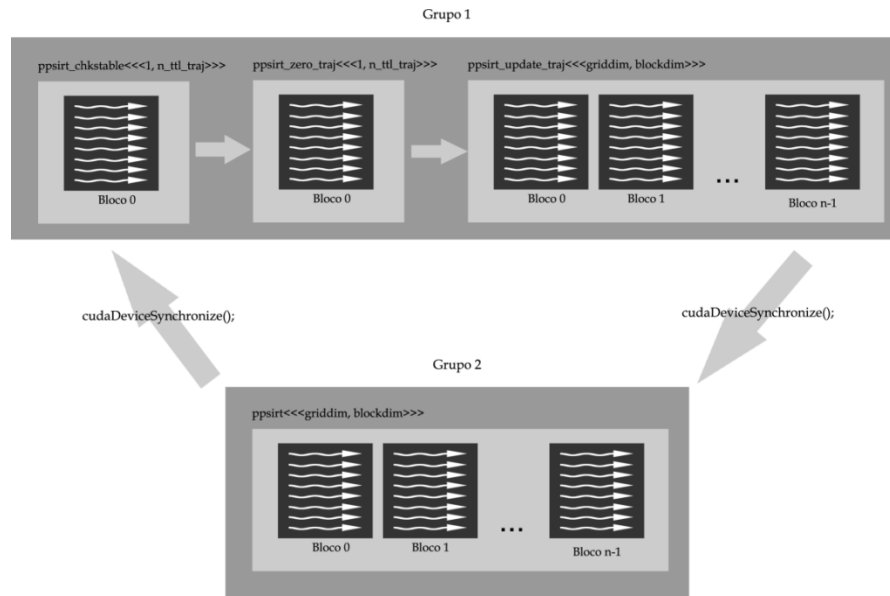 Grupo 1
ppsirt_chkstable<<<1, n_ttl_traj>>>
ppsirt_zero_traj<<<1, n_ttl_traj>>>
ppsirt_update_traj<<<griddim, blockdim>>>
Bloco 0
Bloco 0
Bloco 0
Bloco 1
...
Bloco n-1
cudaDeviceSynchronize();
cudaDeviceSynchronize();
Grupo 2
ppsirt<<<griddim, blockdim>>>
Bloco 0
Bloco 1
...
Bloco n-1